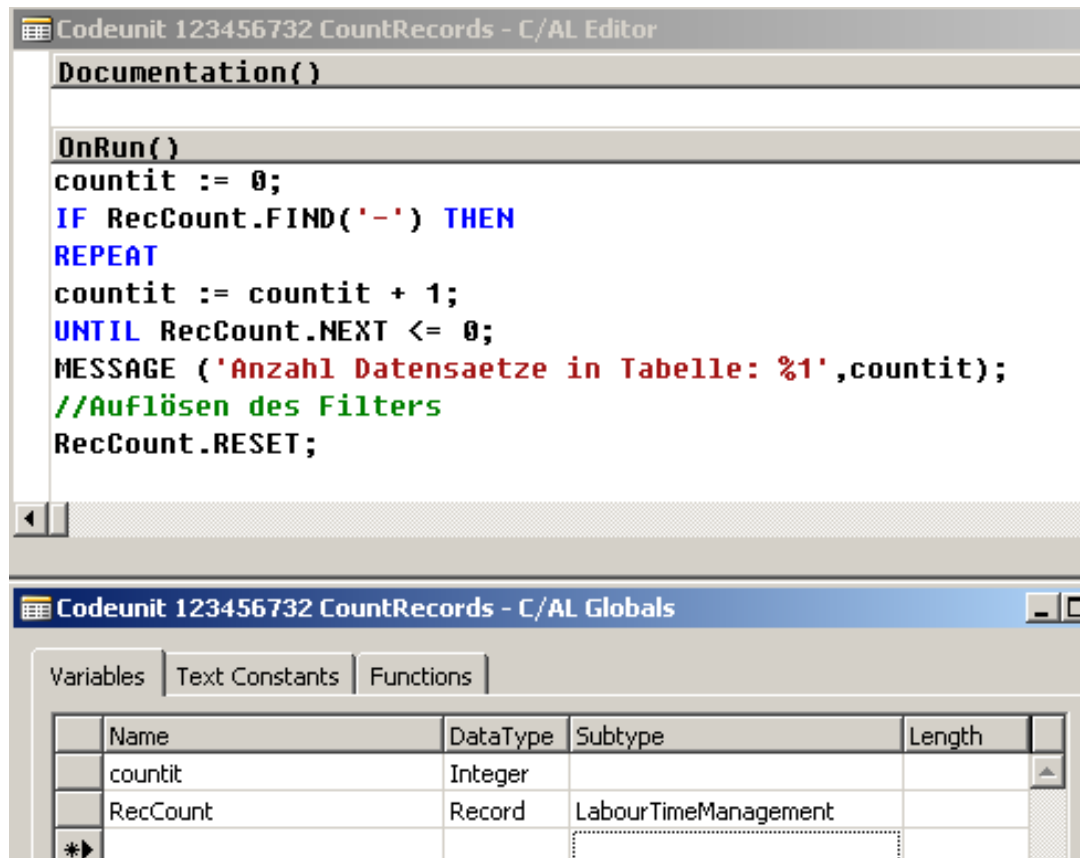 Codeunit 123456732 CountRecords - C/AL Editor
Documentation()
OnRun()
countit := 0;
IF RecCount.FIND('-') THEN
REPEAT
countit := countit + 1;
UNTIL RecCount.NEXT <= 0;
MESSAGE ('Anzahl Datensaetze in Tabelle: %1',countit);
//Auflösen des Filters
RecCount.RESET;
Codeunit 123456732 CountRecords - C/AL Globals
Variables Text Constants Functions
Name DataType Subtype Length
countit Integer
RecCount Record LabourTimeManagement